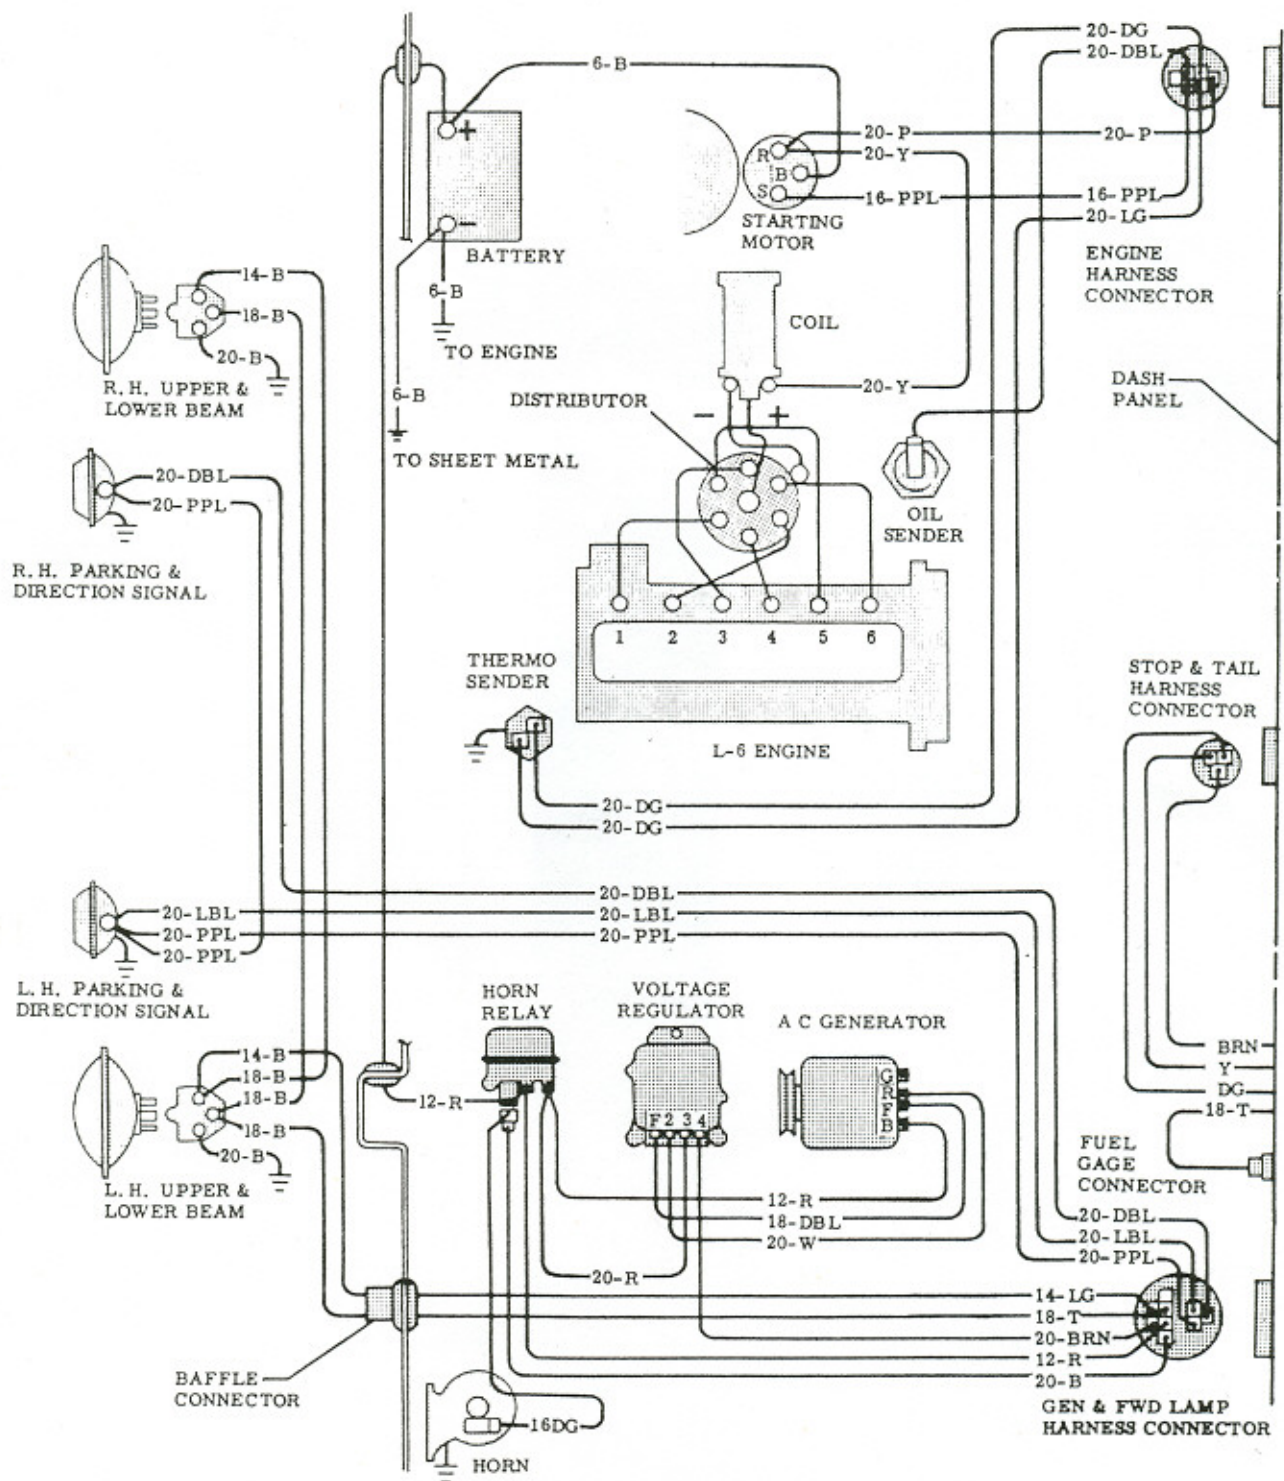 20-DG
20-DBL
6-B
+
20-P
20-P
R
20-Y
B
S
16-PPL
16-PPL
20-LG
STARTING
MOTOR
-
BATTERY
ENGINE
HARNESS
CONNECTOR
14-B
6-B
18-B
COIL
20-B
TO ENGINE
R. H. UPPER &
LOWER BEAM
6-B
20-Y
DASH
PANEL
DISTRIBUTOR
- +
TO SHEET METAL
20-DBL
20-PPL
OIL
SENDER
R. H. PARKING &
DIRECTION SIGNAL
1 2 3 4 5 6
THERMO
SENDER
STOP & TAIL
HARNESS
CONNECTOR
L-6 ENGINE
20-DG
20-DG
20-DBL
20-LBL
20-LBL
20-PPL
20-PPL
20-PPL
L. H. PARKING &
DIRECTION SIGNAL
HORN
RELAY
VOLTAGE
REGULATOR
A C GENERATOR
14-B
BRN
18-B
Y
G
R
F
B
DG
18-B
12-R
18-T
F 2 3 4
18-B
20-B
FUEL
GAGE
CONNECTOR
L. H. UPPER &
LOWER BEAM
12-R
18-DBL
20-W
20-DBL
20-LBL
20-PPL
20-R
14-LG
18-T
20-BRN
12-R
20-B
BAFFLE
CONNECTOR
GEN & FWD LAMP
HARNESS CONNECTOR
16DG
HORN